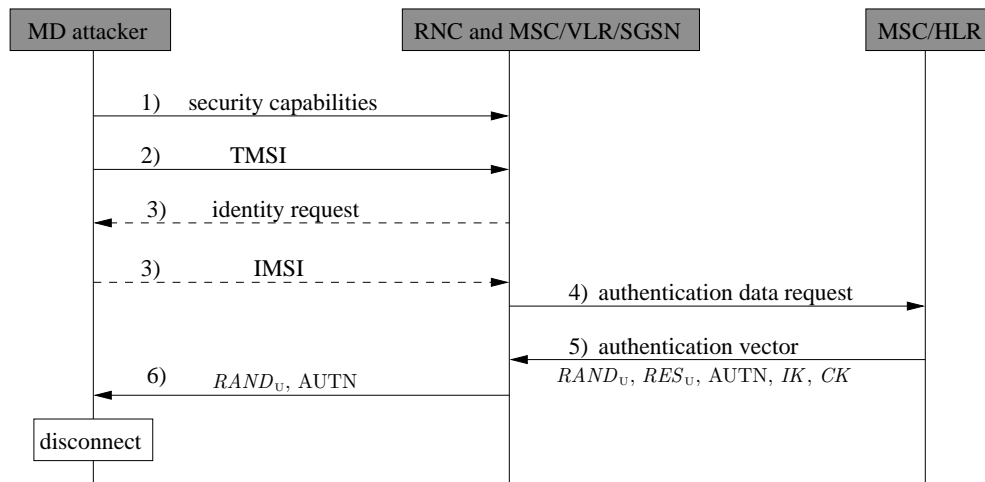 MD attacker
RNC and MSC/VLR/SGSN
MSC/HLR
1) security capabilities
2) TMSI
3) identity request
3) IMSI
4) authentication data request
5) authentication vector
RAND_U, RES_U, AUTN, IK, CK
6) RAND_U, AUTN
disconnect